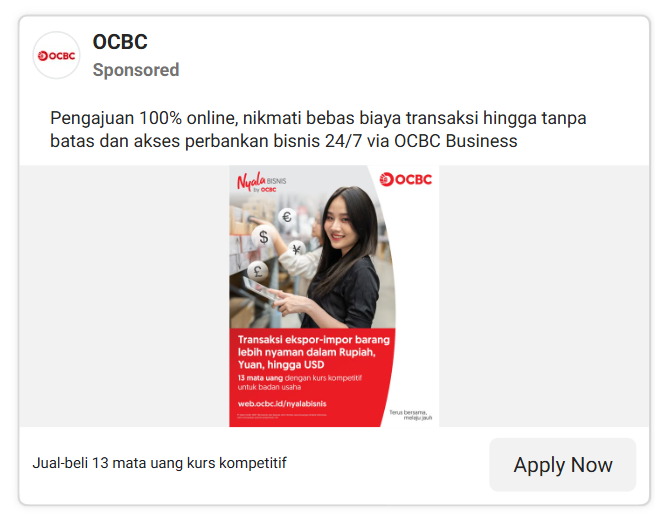 OCBC
OCBC
Sponsored
Pengajuan 100% online, nikmati bebas biaya transaksi hingga tanpa
batas dan akses perbankan bisnis 24/7 via OCBC Business
Nyala BISNIS
by OCBC
OCBC
€
$
¥
£
Transaksi ekspor-impor barang
lebih nyaman dalam Rupiah,
Yuan, hingga USD
13 mata uang dengan kurs kompetitif
untuk badan usaha
web.ocbc.id/nyalabisnis
Terus bersama,
melaju jauh
Jual-beli 13 mata uang kurs kompetitif
Apply Now